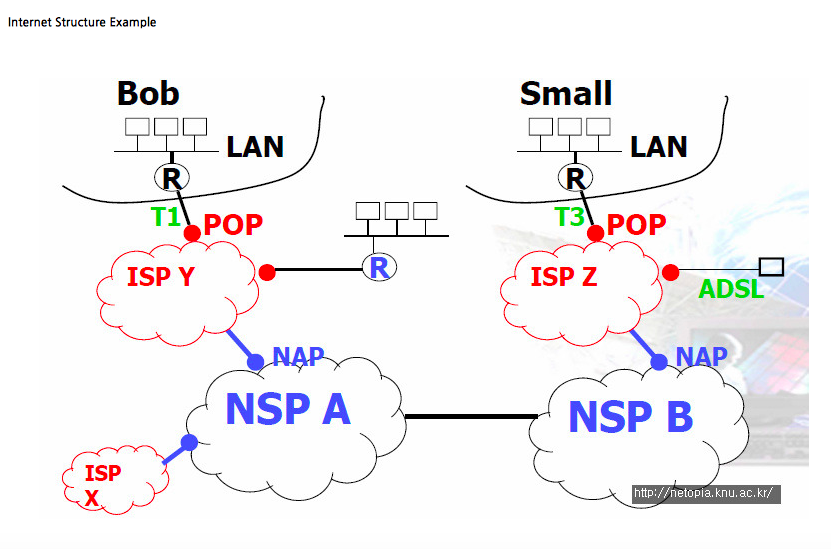 Internet Structure Example
Bob
Small
LAN
LAN
R
R
T1
POP
T3
POP
ISP Y
R
ISP Z
ADSL
NAP
NAP
NSP A
NSP B
ISP
X
http://netopia.knu.ac.kr/